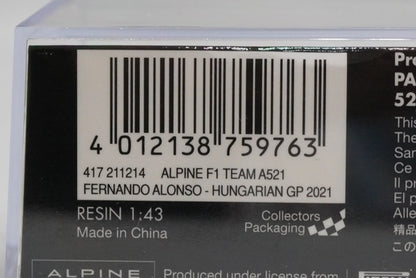 4 012138 759763
417 211214 ALPINE F1 TEAM A521
FERNANDO ALONSO - HUNGARIAN GP 2021
RESIN 1:43
Made in China
Collectors
Packaging
ALPINE
Produced under license from
Pro
PA
52
This
The
Sam
Ce
Il pr
El p
Alle
精品
この